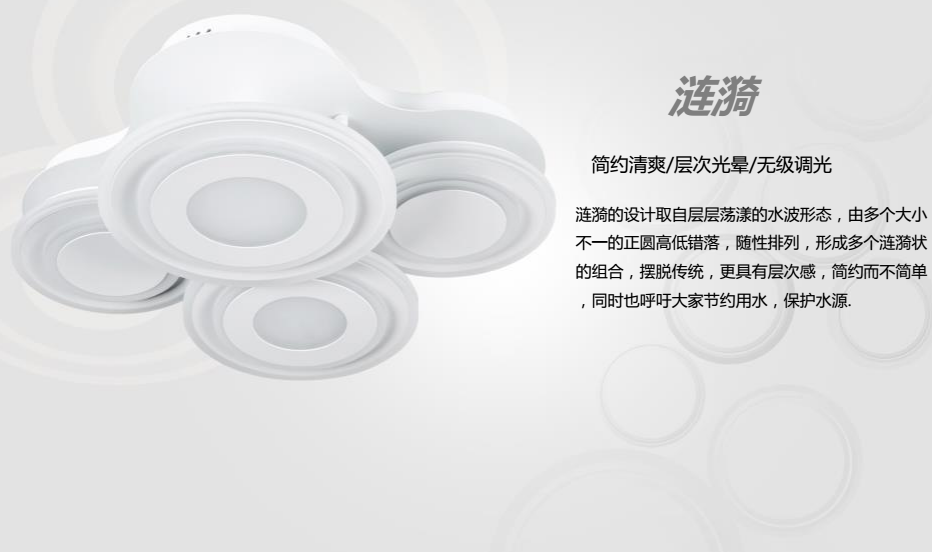 涟漪
简约清爽/层次光晕/无级调光
涟漪的设计取自层层荡漾的水波形态，由多个大小
不一的正圆高低错落，随性排列，形成多个涟漪状
的组合，摆脱传统，更具有层次感，简约而不简单
，同时也呼吁大家节约用水，保护水源.